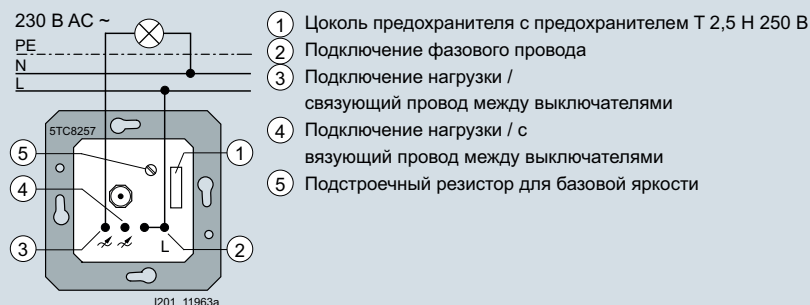 230 В AC ~
PE
N
L
5TC8257
5
4
3
1
2
L
I201_11963a
1 Цоколь предохранителя с предохранителем T 2,5 H 250 В
2 Подключение фазового провода
3 Подключение нагрузки /
связующий провод между выключателями
4 Подключение нагрузки / с
вязующий провод между выключателями
5 Подстроечный резистор для базовой яркости